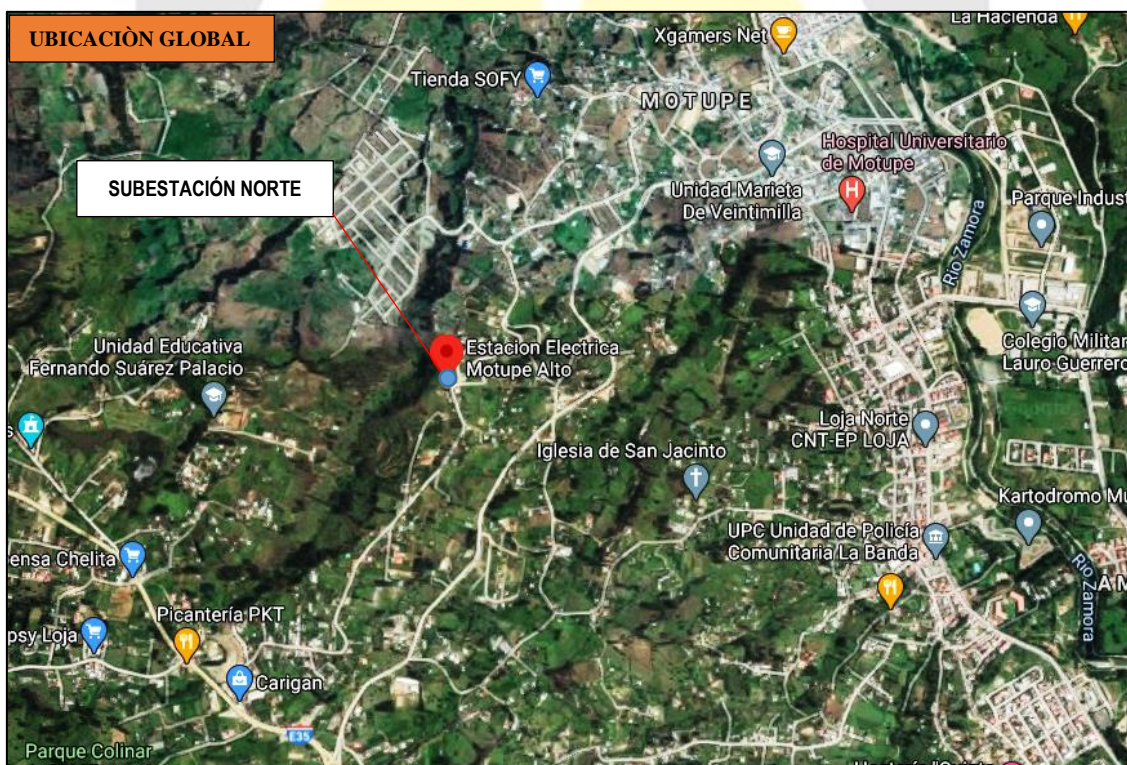 La Hacienda
UBICACIÒN GLOBAL
Xgamers Net
Tienda SOFY
MOTUPE
Hospital Universitario
de Motupe
SUBESTACIÓN NORTE
Unidad Marieta
De Veintimilla
Parque Indust
Rio Zamora
Unidad Educativa
Fernando Suárez Palacio
Estacion Electrica
Motupe Alto
Colegio Militar
Lauro Guerrero
Loja Norte
CNT-EP LOJA
s
Iglesia de San Jacinto
Kartodromo Mu
UPC Unidad de Policía
Comunitaria La Banda
ensa Chelita
Rio Zamora
A M
Picantería PKT
psy Loja
Carigan
E35
Parque Colinar